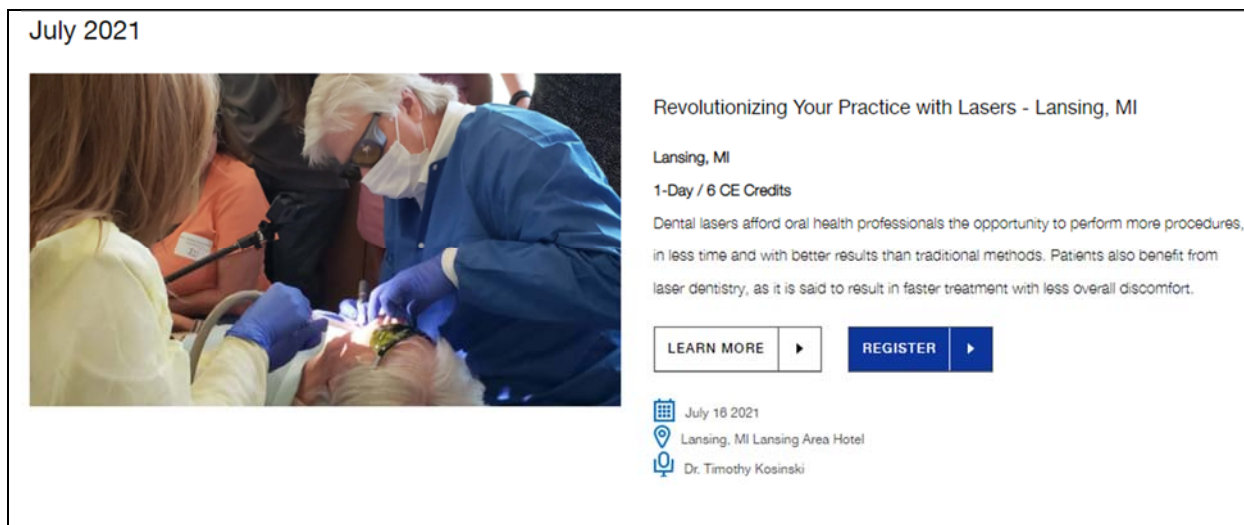 July 2021
Revolutionizing Your Practice with Lasers - Lansing, MI
Lansing, MI
1-Day / 6 CE Credits
Dental lasers afford oral health professionals the opportunity to perform more procedures,
in less time and with better results than traditional methods. Patients also benefit from
laser dentistry, as it is said to result in faster treatment with less overall discomfort.
LEARN MORE
REGISTER
July 16 2021
Lansing, MI Lansing Area Hotel
Dr. Timothy Kosinski